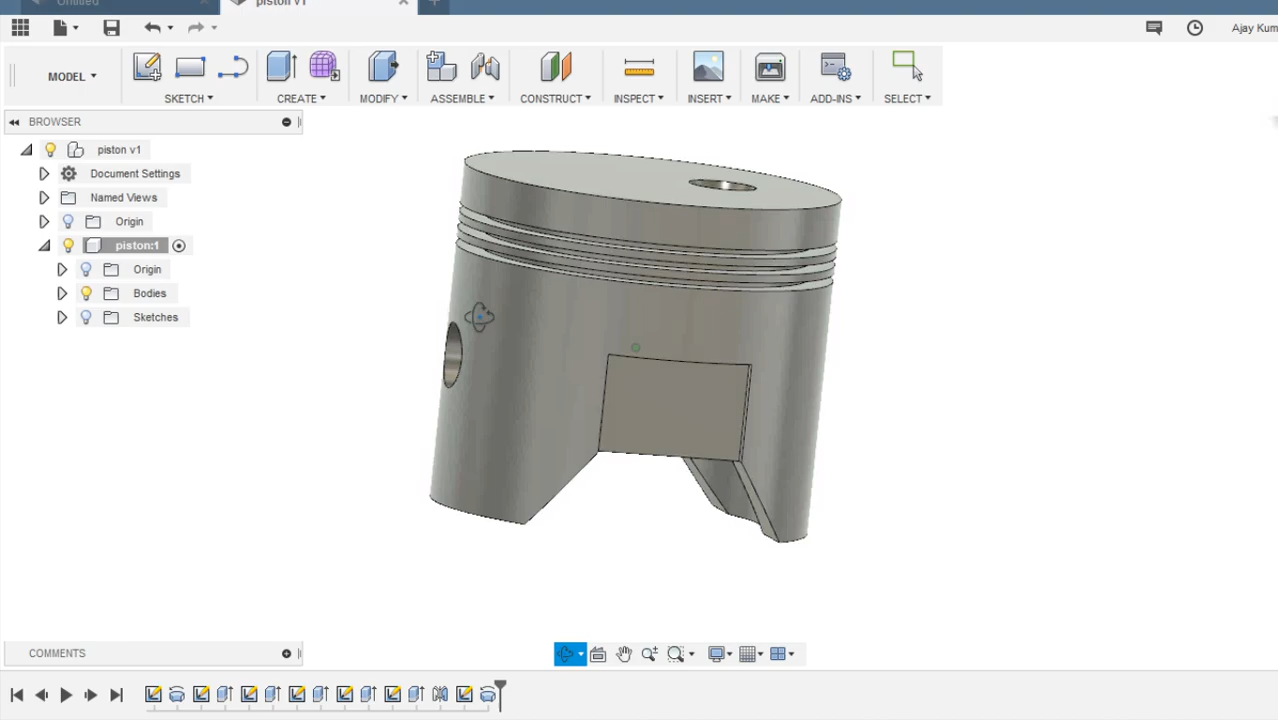 Untitled piston v1
Ajay Kum
MODEL SKETCH CREATE MODIFY ASSEMBLE CONSTRUCT INSPECT INSERT MAKE ADD-INS SELECT
BROWSER
piston v1
Document Settings
Named Views
Origin
piston:1
Origin
Bodies
Sketches
COMMENTS